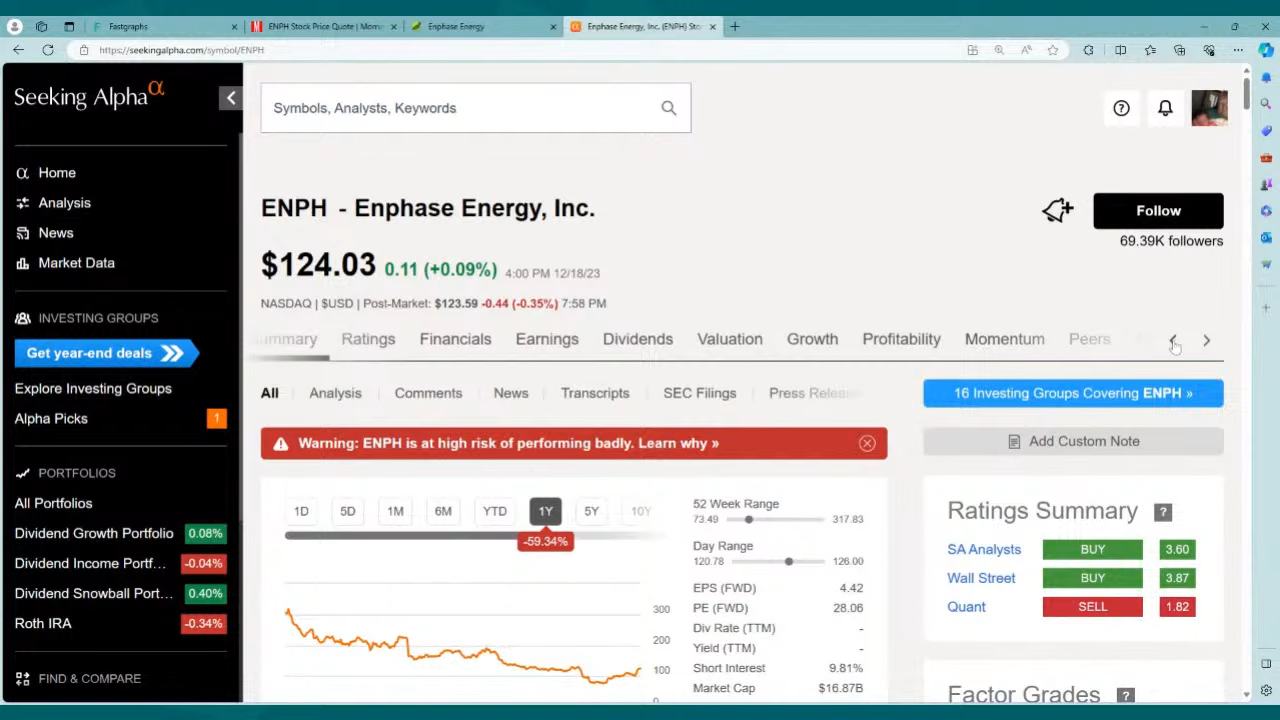 Fastgraphs
ENPH Stock Price Quote | Morn
Enphase Energy
Enphase Energy, Inc. (ENPH) Sto
https://seekingalpha.com/symbol/ENPH
Seeking Alpha α
Symbols, Analysts, Keywords
Home
Analysis
News
Market Data
INVESTING GROUPS
Get year-end deals
Explore Investing Groups
Alpha Picks 1
PORTFOLIOS
All Portfolios
Dividend Growth Portfolio 0.08%
Dividend Income Portf... -0.04%
Dividend Snowball Port... 0.40%
Roth IRA -0.34%
FIND & COMPARE
ENPH - Enphase Energy, Inc.
Follow
69.39K followers
$124.03 0.11 (+0.09%) 4:00 PM 12/18/23
NASDAQ | $USD | Post-Market: $123.59 -0.44 (-0.35%) 7:58 PM
ummary Ratings Financials Earnings Dividends Valuation Growth Profitability Momentum Peers
All Analysis Comments News Transcripts SEC Filings Press Releas
16 Investing Groups Covering ENPH »
Warning: ENPH is at high risk of performing badly. Learn why »
Add Custom Note
1D 5D 1M 6M YTD 1Y 5Y 10Y
-59.34%
300
200
100
0
52 Week Range
73.49 317.83
Day Range
120.78 126.00
EPS (FWD) 4.42
PE (FWD) 28.06
Div Rate (TTM) -
Yield (TTM) -
Short Interest 9.81%
Market Cap $16.87B
Ratings Summary ?
SA Analysts BUY 3.60
Wall Street BUY 3.87
Quant SELL 1.82
Factor Grades ?